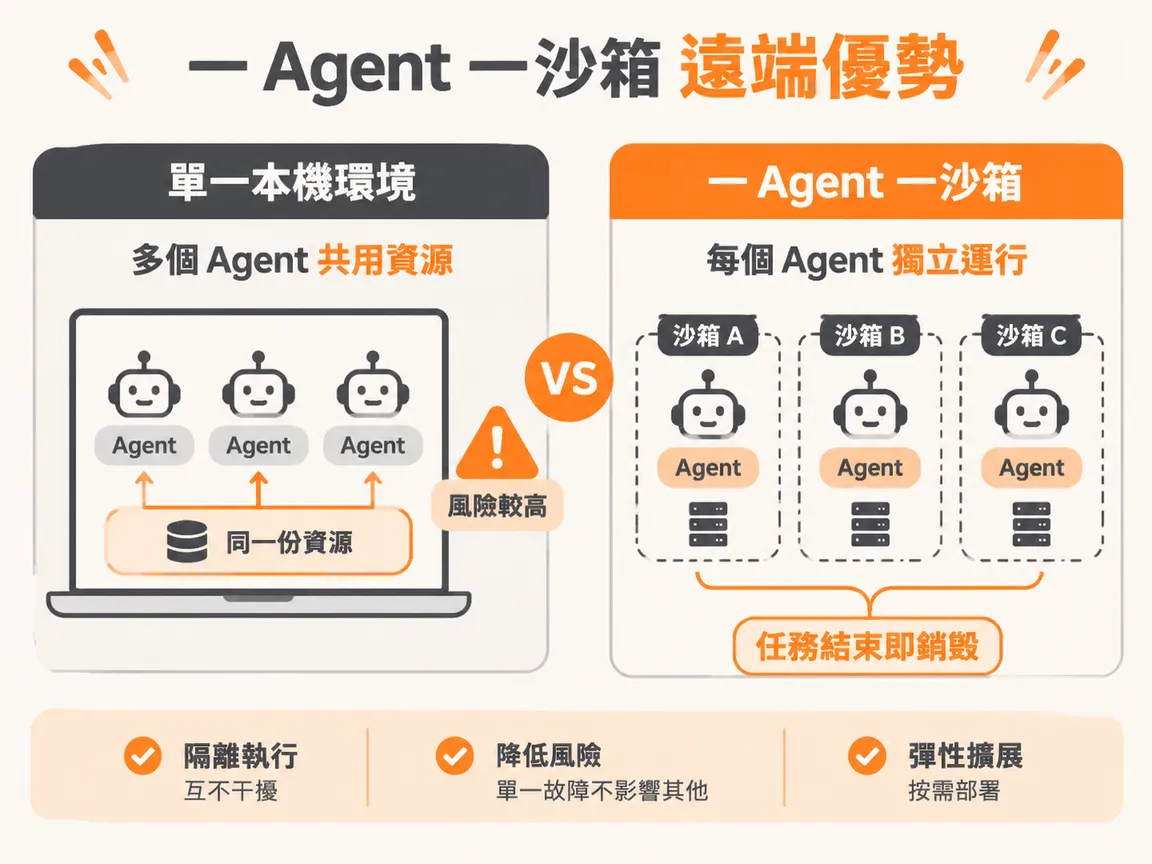 一 Agent 一沙箱 遠端優勢
單一本機環境
多個 Agent 共用資源
Agent
Agent
Agent
同一份資源
風險較高
VS
一 Agent 一沙箱
每個 Agent 獨立運行
沙箱 A
沙箱 B
沙箱 C
Agent
Agent
Agent
任務結束即銷毀
隔離執行
互不干擾
降低風險
單一故障不影響其他
彈性擴展
按需部署